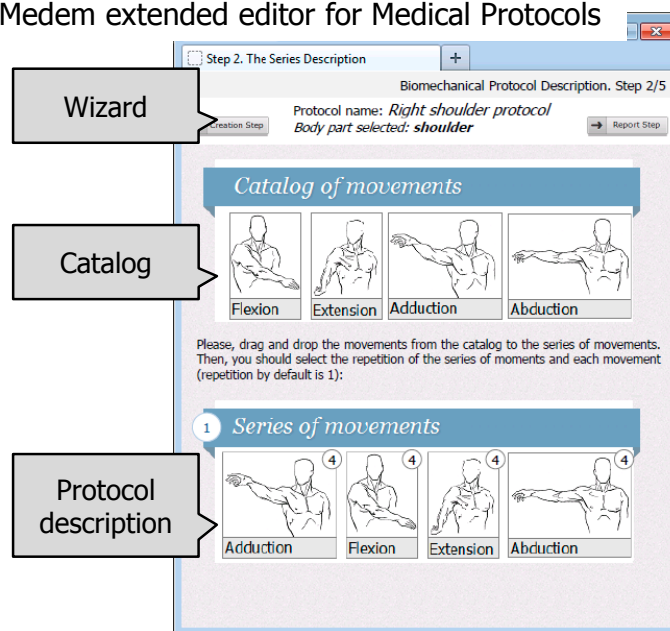 Medem extended editor for Medical Protocols
Step 2. The Series Description
Biomechanical Protocol Description. Step 2/5
Wizard
Protocol name: Right shoulder protocol
Creation Step
Body part selected: shoulder
Report Step
Catalog of movements
Catalog
Flexion
Extension
Adduction
Abduction
Please, drag and drop the movements from the catalog to the series of movements.
Then, you should select the repetition of the series of moments and each movement
(repetition by default is 1):
1
Series of movements
4
4
4
4
Protocol
description
Adduction
Flexion
Extension
Abduction